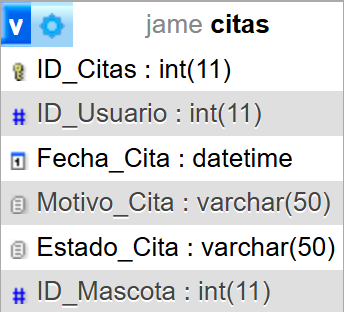 v jame citas
ID_Citas : int(11)
# ID_Usuario : int(11)
Fecha_Cita : datetime
Motivo_Cita : varchar(50)
Estado_Cita : varchar(50)
# ID_Mascota : int(11)